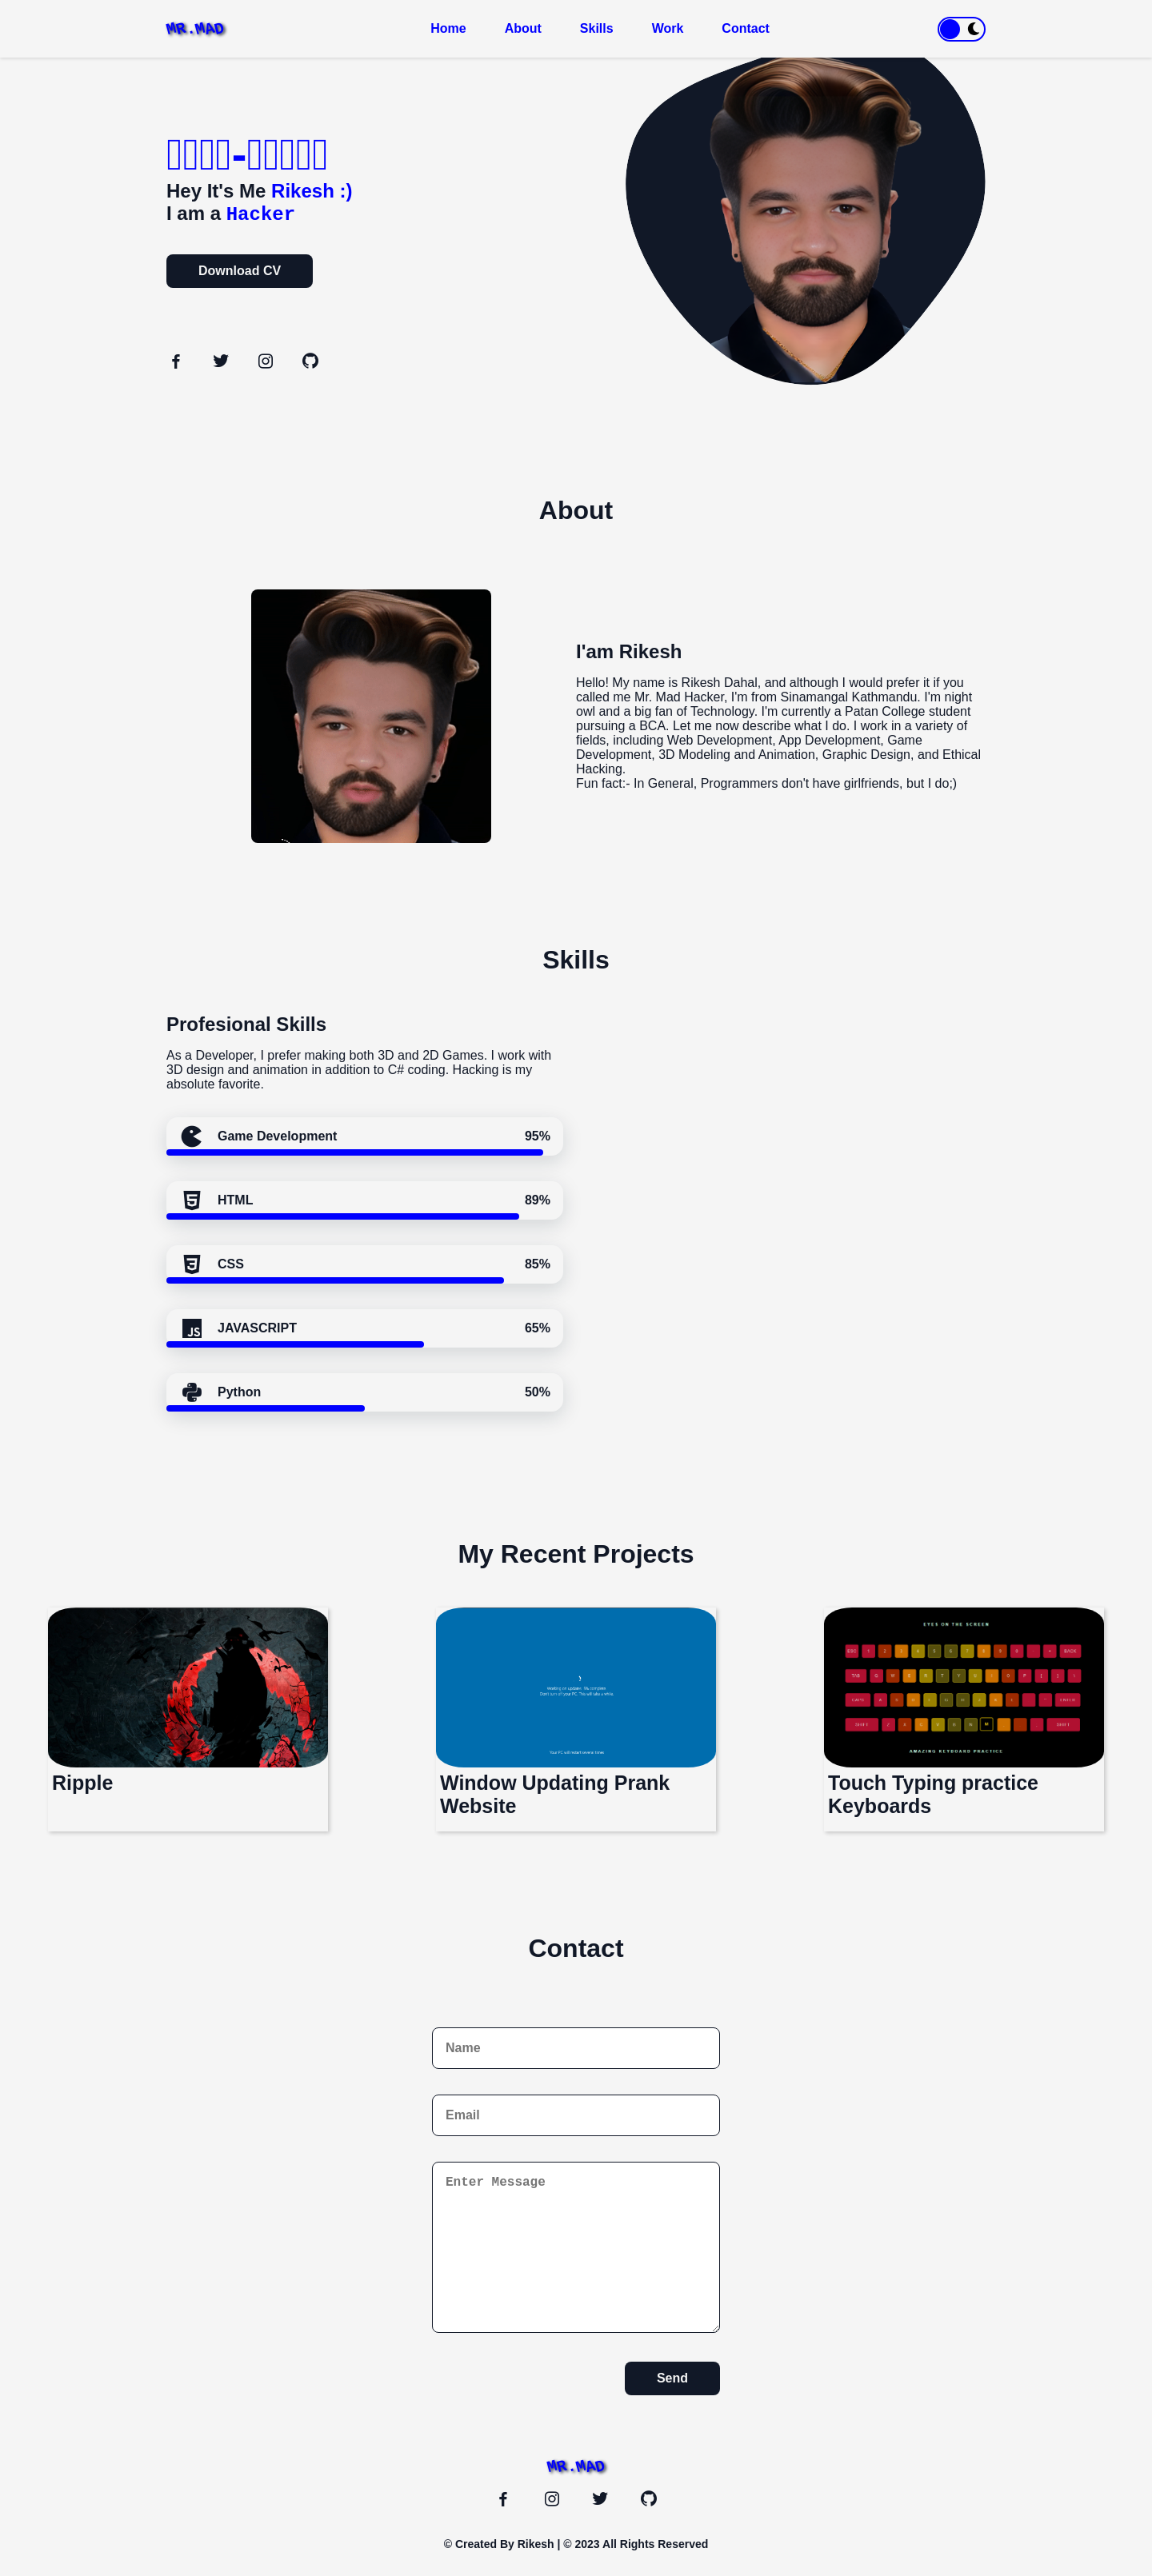 MR.MAD
Home
About
Skills
Work
Contact
Hey It's Me Rikesh :)
I am a Hacker
Download CV
About
I'am Rikesh
Hello! My name is Rikesh Dahal, and although I would prefer it if you
called me Mr. Mad Hacker, I'm from Sinamangal Kathmandu. I'm night
owl and a big fan of Technology. I'm currently a Patan College student
pursuing a BCA. Let me now describe what I do. I work in a variety of
fields, including Web Development, App Development, Game
Development, 3D Modeling and Animation, Graphic Design, and Ethical
Hacking.
Fun fact:- In General, Programmers don't have girlfriends, but I do;)
Skills
Profesional Skills
As a Developer, I prefer making both 3D and 2D Games. I work with
3D design and animation in addition to C# coding. Hacking is my
absolute favorite.
Game Development 95%
HTML 89%
CSS 85%
JS JAVASCRIPT 65%
Python 50%
My Recent Projects
EYES ON THE SCREEN
AMAZING KEYBOARD PRACTICE
Ripple
Window Updating Prank
Website
Touch Typing practice
Keyboards
Contact
Name
Email
Enter Message
Send
MR.MAD
© Created By Rikesh | © 2023 All Rights Reserved